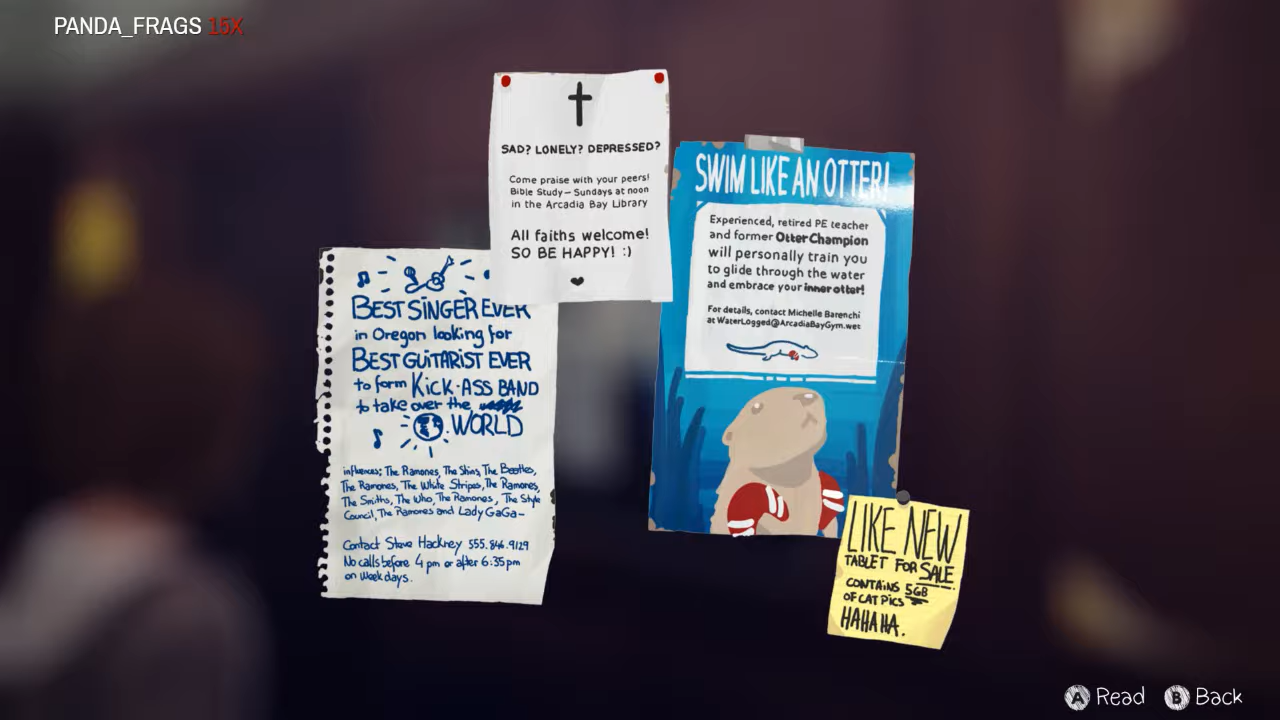 PANDA_FRAGS 15X
SAD? LONELY? DEPRESSED?
Come praise with your peers!
Bible Study - Sundays at noon
in the Arcadia Bay Library
All faiths welcome!
SO BE HAPPY! :)
SWIM LIKE AN OTTER!
Experienced, retired PE teacher
and former Otter Champion
will personally train you
to glide through the water
and embrace your inner otter!
For details, contact Michelle Barenchi
at WaterLogged@ArcadiaBayGym.wet
BEST SINGER EVER
in Oregon looking for
BEST GUITARIST EVER
to form KICK-ASS BAND
to take over the
WORLD
influences: The Ramones, The Shins, The Beatles,
The Ramones, The White Stripes, The Ramones,
The Smiths, The Who, The Ramones, The Style
Council, The Ramones and Lady GaGa-
Contact Steve Hackney 555.846.9129
No calls before 4 pm or after 6:35pm
on weekdays.
LIKE NEW
TABLET FOR SALE.
CONTAINS 5GB
OF CAT PICS
HAHAHA.
A Read B Back